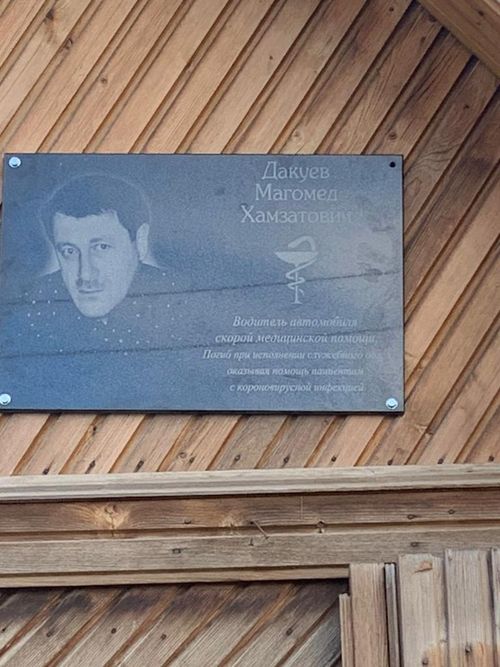 Дакуев
Магомед
Хамзатович
Водитель автомобиля
скорой медицинской помощи.
Погиб при исполнении служебного
оказывая помощь пациентам
с короновирусной инфекцией